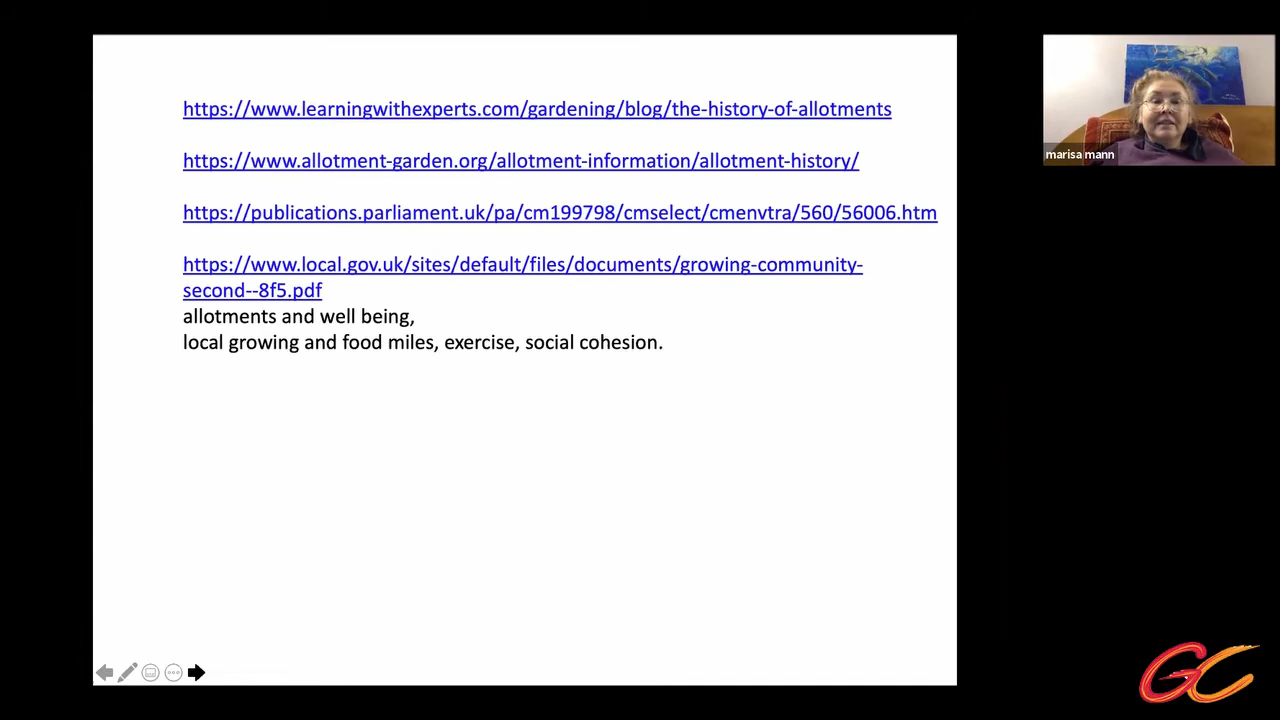 https://www.learningwithexperts.com/gardening/blog/the-history-of-allotments
https://www.allotment-garden.org/allotment-information/allotment-history/
https://publications.parliament.uk/pa/cm199798/cmselect/cmenvtra/560/56006.htm
https://www.local.gov.uk/sites/default/files/documents/growing-community-
second--8f5.pdf
allotments and well being,
local growing and food miles, exercise, social cohesion.
marisa mann
GC